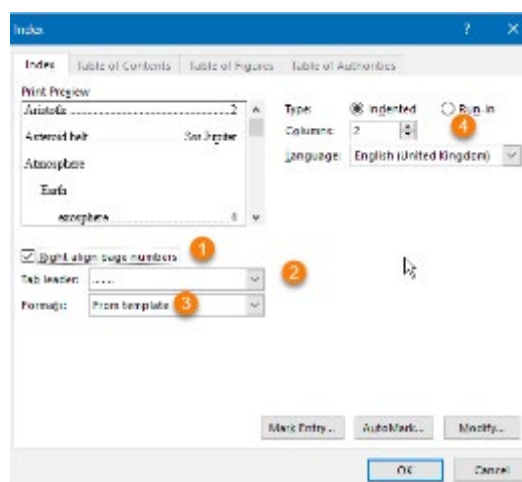 Index ? ×
Index Table of Contents Table of Figures Table of Authorities
Print Preview
Aristotle 2
Asteroid belt See Jupiter
Atmosphere
Earth
exosphere 4
Type: Indented Run-in
4
Columns: 2
Language: English (United Kingdom)
Right align page numbers 1
Tab leader: ...... 2
Formats: From template 3
Mark Entry... AutoMark... Modify...
OK Cancel